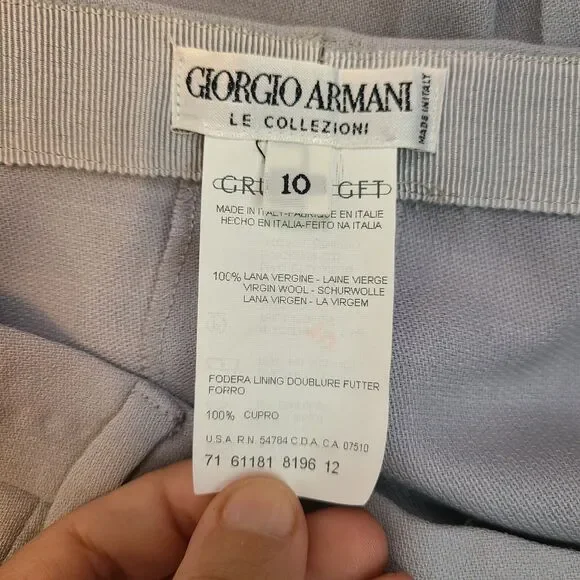 GIORGIO ARMANI
LE COLLEZIONI
MADE IN ITALY
10
GFT
MADE IN ITALY-FABRIQUE EN ITALIE
HECHO EN ITALIA-FEITO NA ITALIA
100% LANA VERGINE - LAINE VIERGE
VIRGIN WOOL - SCHURWOLLE
LANA VIRGEN - LA VIRGEM
FODERA LINING DOUBLURE FUTTER
FORRO
100% CUPRO
U.S.A. R.N. 54784 C.D.A. C.A. 07510
71 61181 8196 12